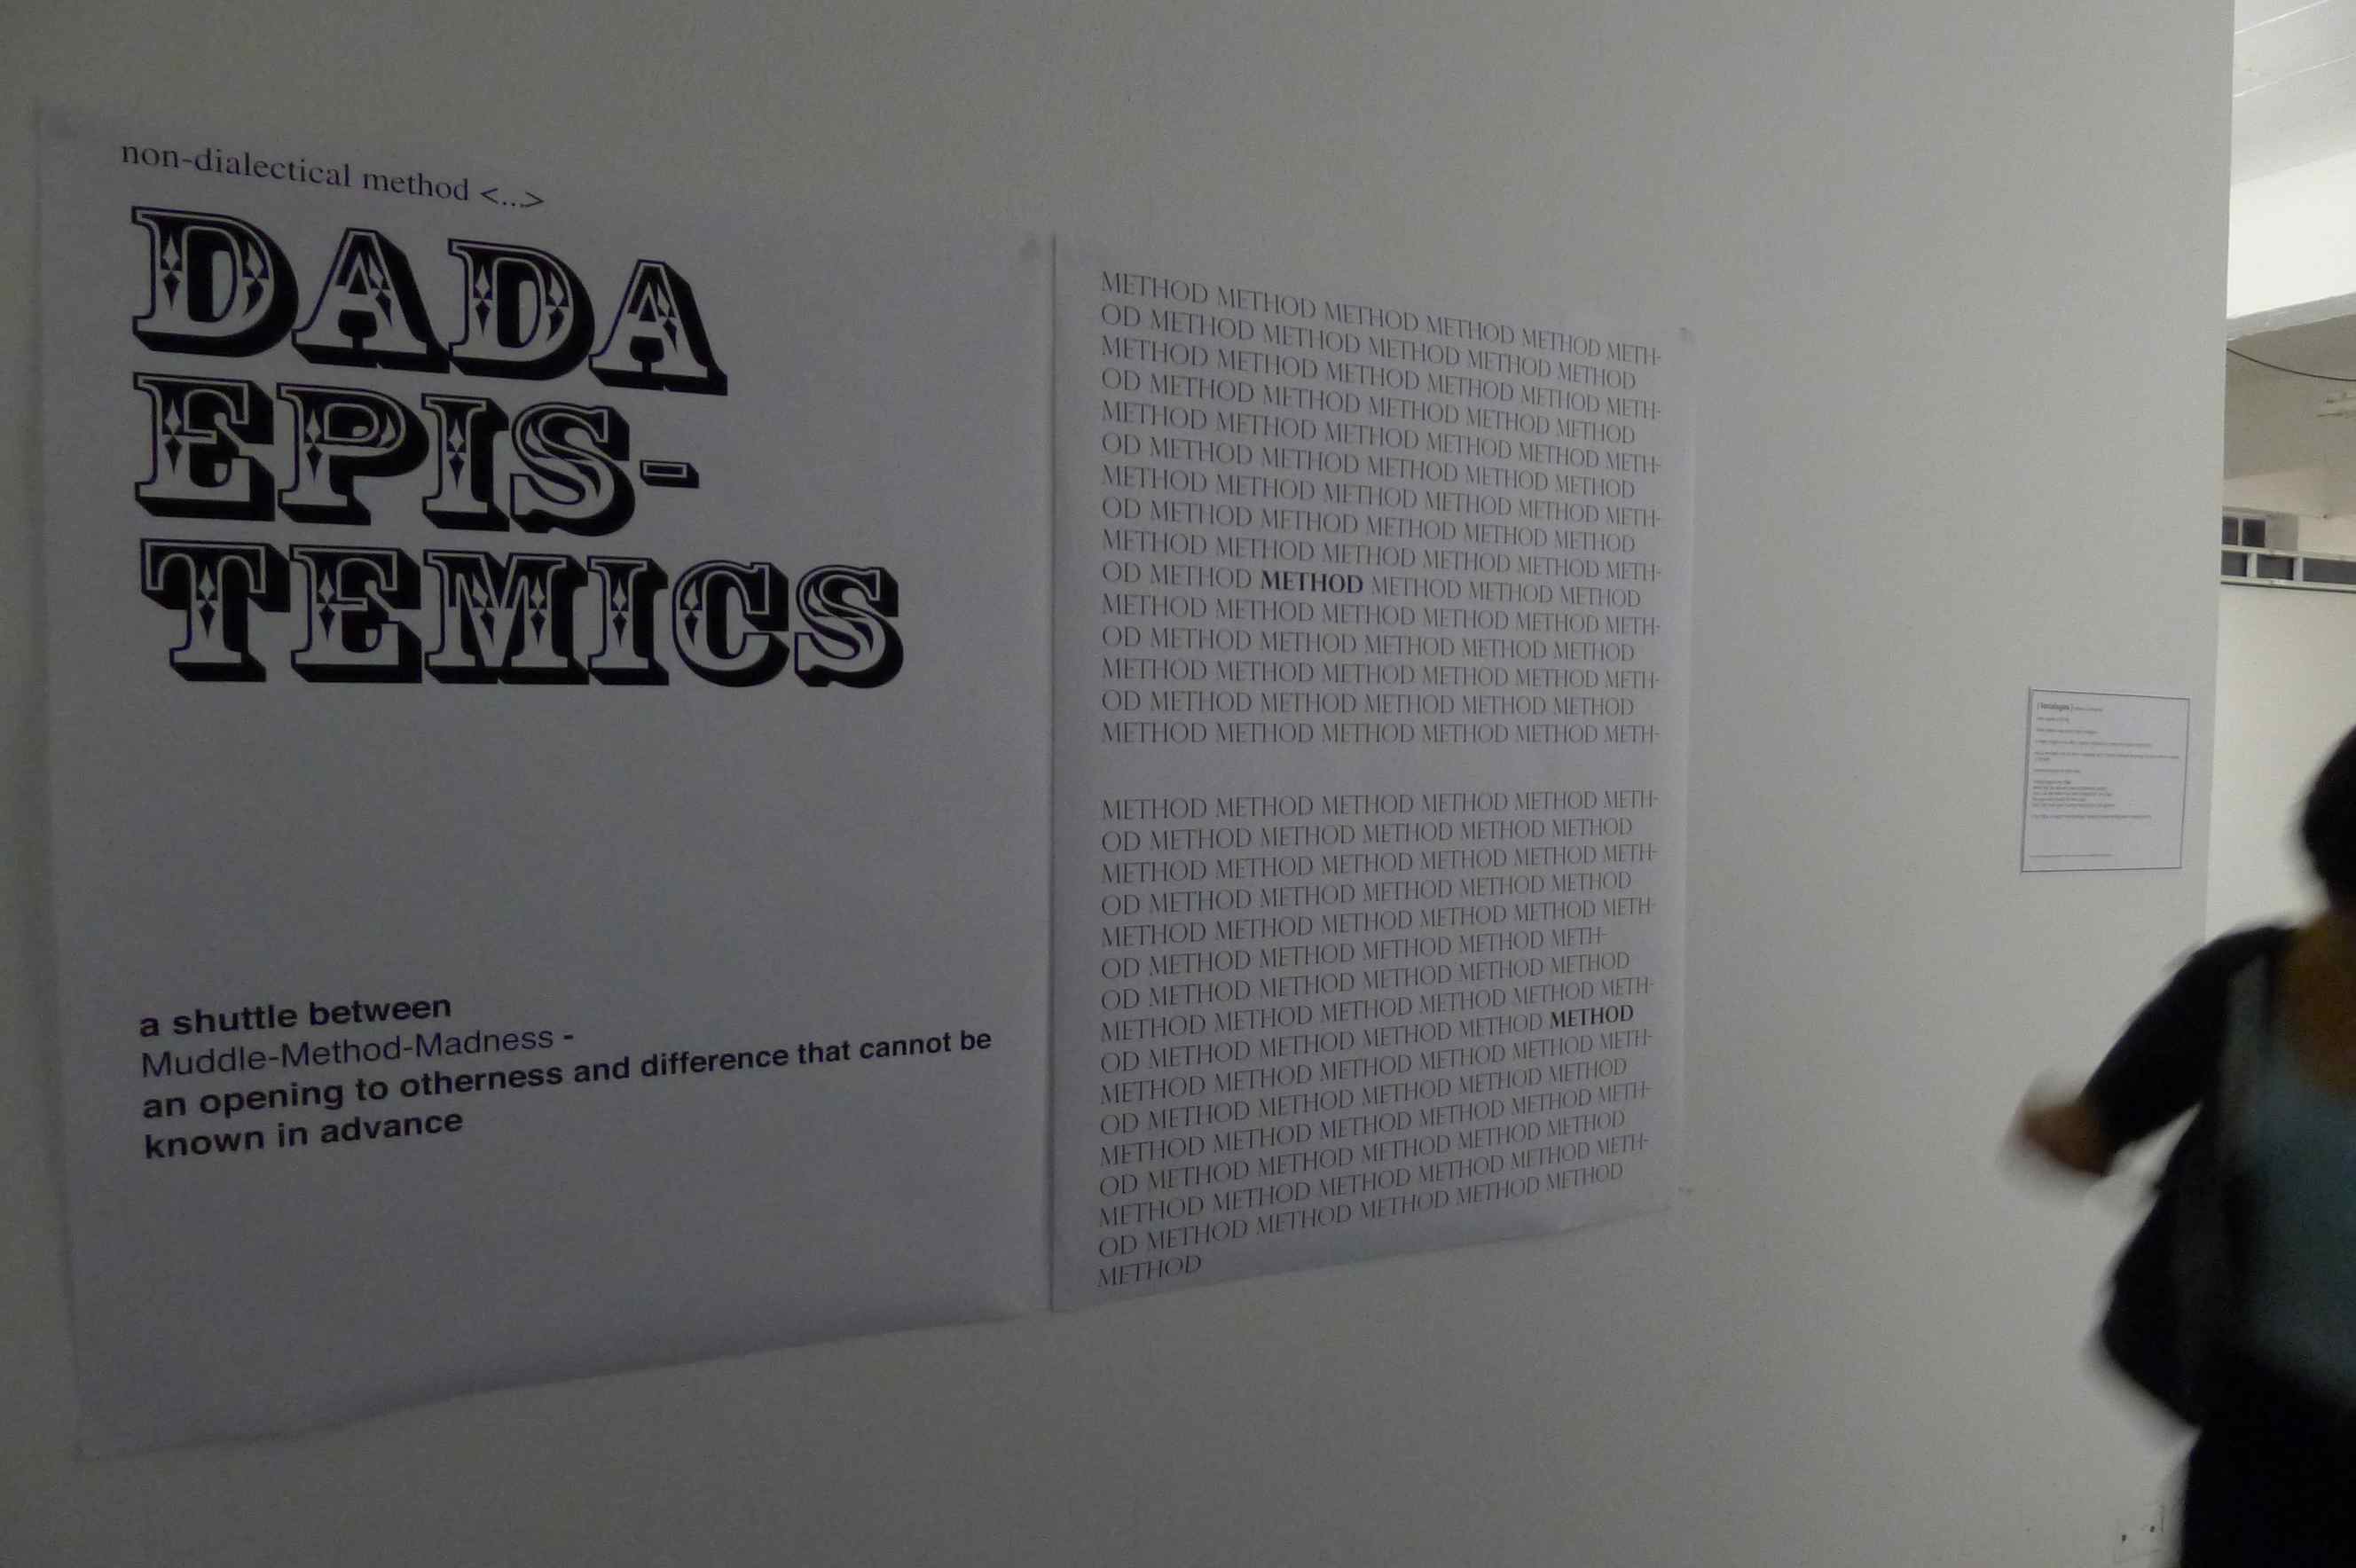 non-dialectical method <...>
DADA
EPIS-
TEMICS
a shuttle between
Muddle-Method-Madness -
an opening to otherness and difference that cannot be
known in advance
METHOD METHOD METHOD METHOD METHOD METH-
OD METHOD METHOD METHOD METHOD METHOD
METHOD METHOD METHOD METHOD METHOD METH-
OD METHOD METHOD METHOD METHOD METHOD
METHOD METHOD METHOD METHOD METHOD METH-
OD METHOD METHOD METHOD METHOD METHOD
METHOD METHOD METHOD METHOD METHOD METH-
OD METHOD METHOD METHOD METHOD METHOD
METHOD METHOD METHOD METHOD METHOD METH-
OD METHOD METHOD METHOD METHOD METHOD
METHOD METHOD METHOD METHOD METHOD METH-
OD METHOD METHOD METHOD METHOD METHOD
METHOD METHOD METHOD METHOD METHOD METH-
OD METHOD METHOD METHOD METHOD METHOD
METHOD METHOD METHOD METHOD METHOD METH-
METHOD METHOD METHOD METHOD METHOD METH-
OD METHOD METHOD METHOD METHOD METHOD
METHOD METHOD METHOD METHOD METHOD METH-
OD METHOD METHOD METHOD METHOD METHOD
METHOD METHOD METHOD METHOD METHOD METH-
OD METHOD METHOD METHOD METHOD METH-
OD METHOD METHOD METHOD METHOD METHOD
METHOD METHOD METHOD METHOD METHOD METH-
OD METHOD METHOD METHOD METHOD METHOD
METHOD METHOD METHOD METHOD METHOD METH-
OD METHOD METHOD METHOD METHOD METHOD
METHOD METHOD METHOD METHOD METHOD METH-
OD METHOD METHOD METHOD METHOD METHOD
METHOD METHOD METHOD METHOD METHOD METH-
OD METHOD METHOD METHOD METHOD METHOD
METHOD